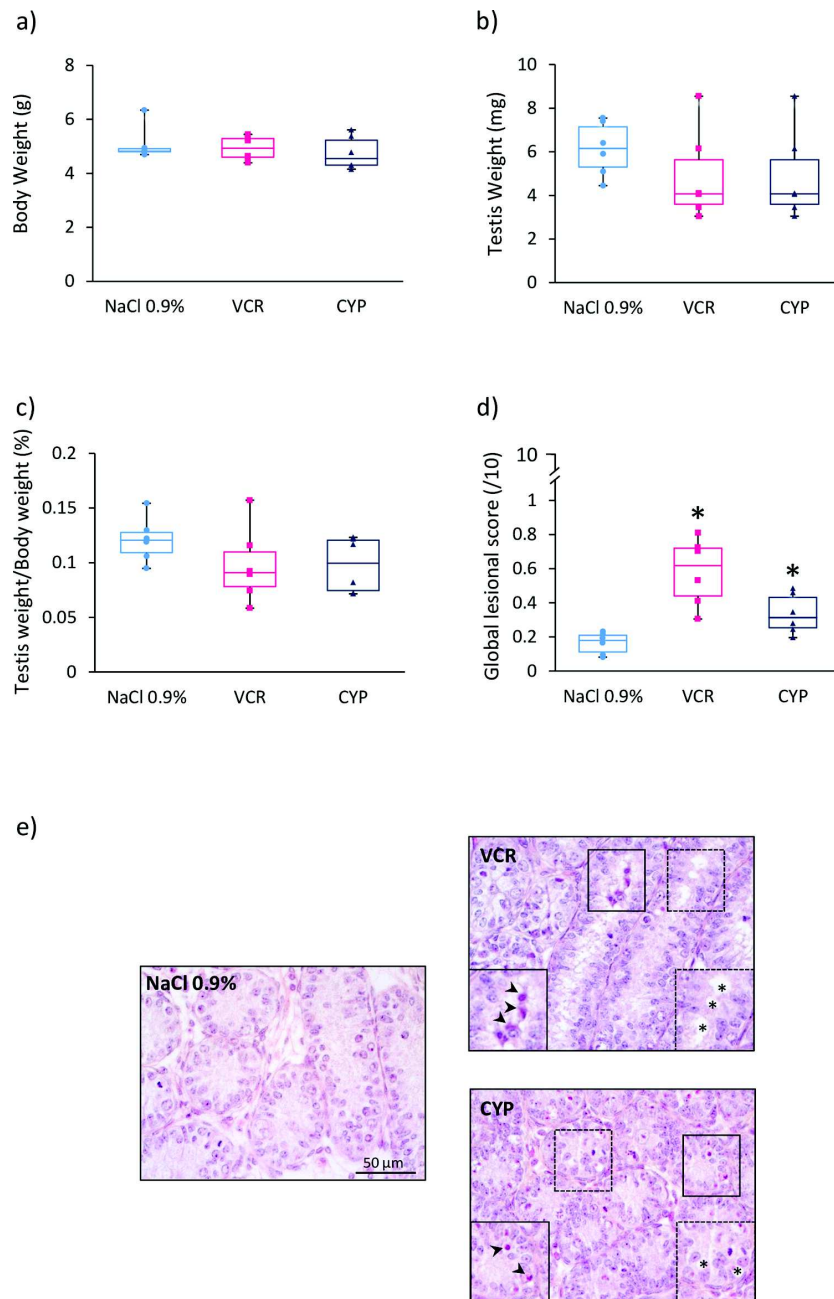 a)
Body Weight (g)
8
6
4
2
0
NaCl 0.9% VCR CYP
b)
Testis Weight (mg)
10
8
6
4
2
0
NaCl 0.9% VCR CYP
c)
Testis weight/Body weight (%)
0.2
0.15
0.1
0.05
0
NaCl 0.9% VCR CYP
d)
Global lesional score (/10)
10
1
0.8
0.6
0.4
0.2
0
*
*
NaCl 0.9% VCR CYP
e)
NaCl 0.9%
50 µm
VCR
*
*
*
CYP
*
*